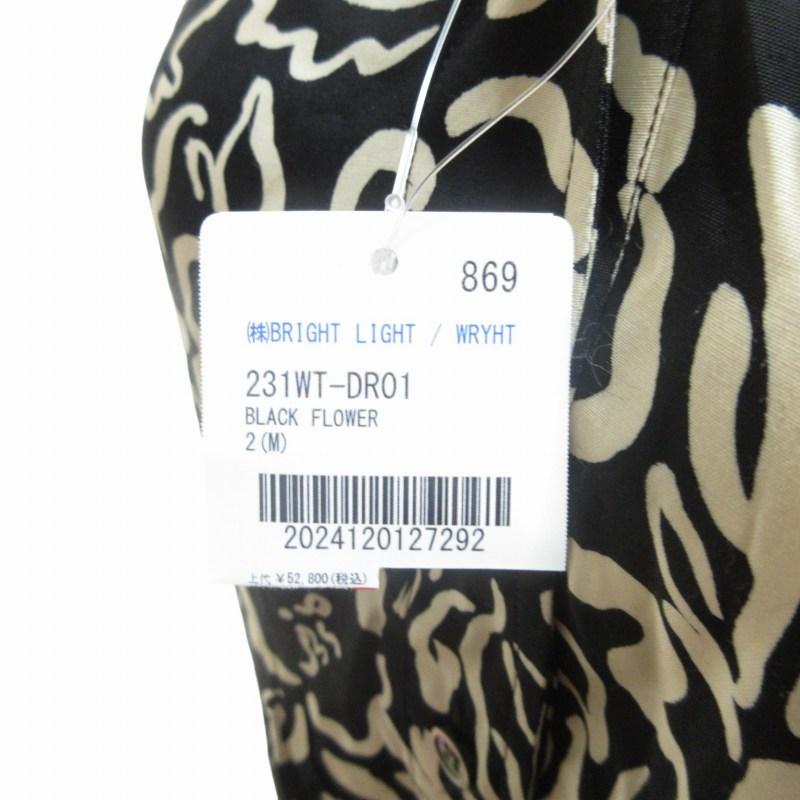 869
㈱BRIGHT LIGHT / WRYHT
231WT-DR01
BLACK FLOWER
2(M)
2024120127292
上代 ¥52,800(税込)